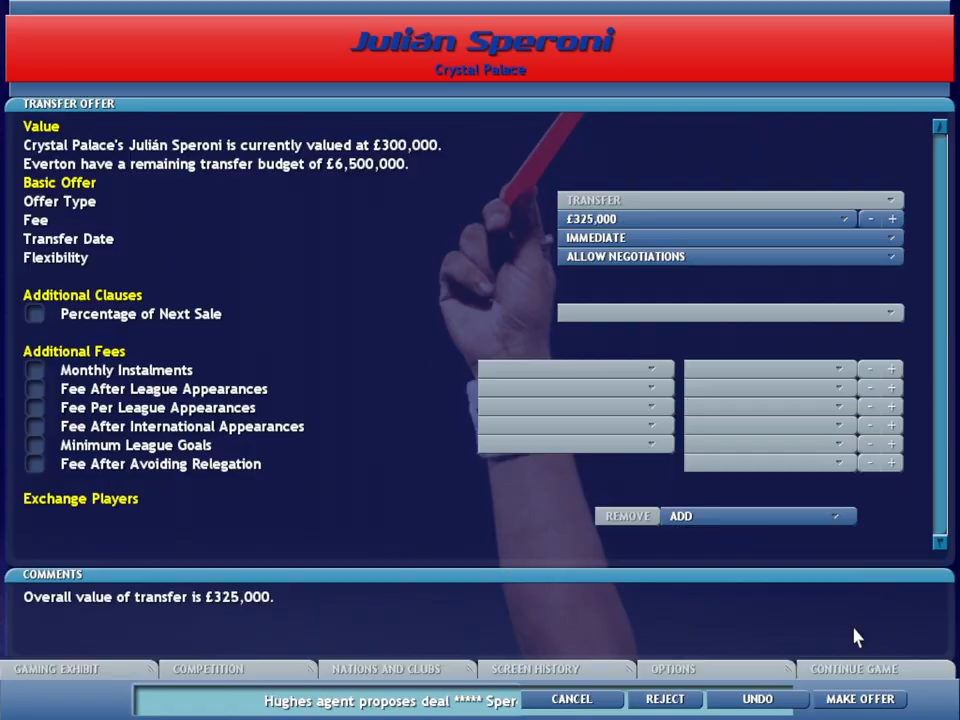 Julián Speroni
Crystal Palace
TRANSFER OFFER
Value
Crystal Palace's Julián Speroni is currently valued at £300,000.
Everton have a remaining transfer budget of £6,500,000.
Basic Offer
Offer Type TRANSFER
Fee £325,000 - +
Transfer Date IMMEDIATE
Flexibility ALLOW NEGOTIATIONS
Additional Clauses
Percentage of Next Sale
Additional Fees
Monthly Instalments - +
Fee After League Appearances - +
Fee Per League Appearances - +
Fee After International Appearances - +
Minimum League Goals - +
Fee After Avoiding Relegation - +
Exchange Players
REMOVE ADD
COMMENTS
Overall value of transfer is £325,000.
GAMING EXHIBIT COMPETITION NATIONS AND CLUBS SCREEN HISTORY OPTIONS CONTINUE GAME
Hughes agent proposes deal ***** Sper CANCEL REJECT UNDO MAKE OFFER